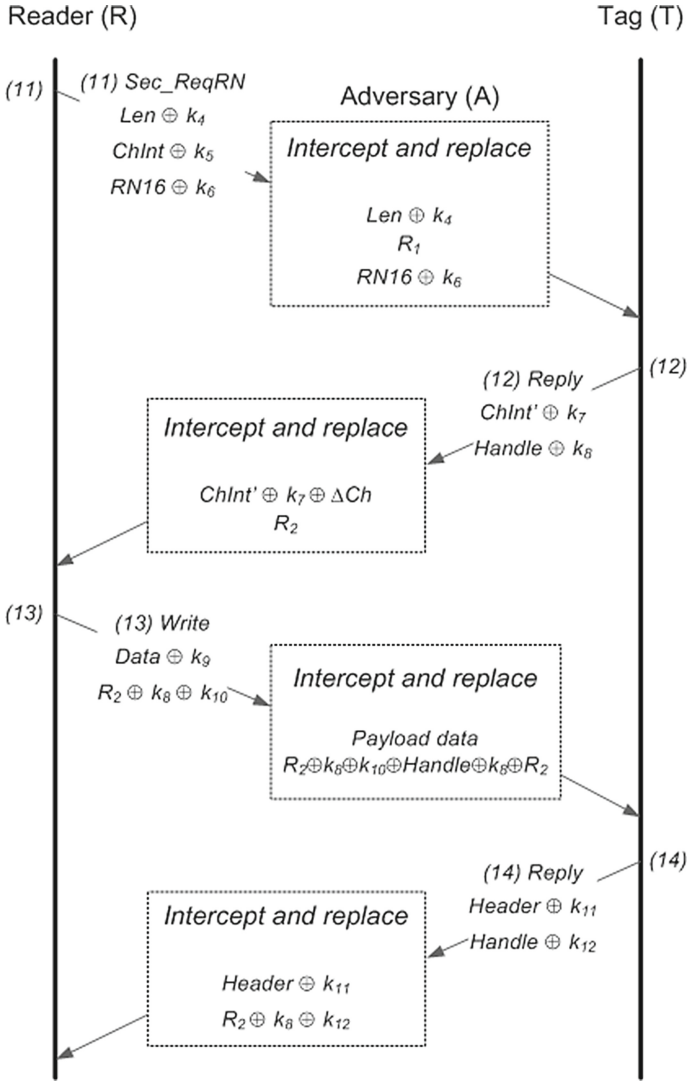 Reader (R)
Tag (T)
(11)
(11) Sec_ReqRN
Len ⊕ k₄
ChInt ⊕ k₅
RN16 ⊕ k₆
Adversary (A)
Intercept and replace
Len ⊕ k₄
R₁
RN16 ⊕ k₆
(12)
(12) Reply
ChInt' ⊕ k₇
Handle ⊕ k₈
Intercept and replace
ChInt' ⊕ k₇ ⊕ ΔCh
R₂
(13)
(13) Write
Data ⊕ k₉
R₂ ⊕ k₈ ⊕ k₁₀
Intercept and replace
Payload data
R₂⊕k₈⊕k₁₀⊕Handle⊕k₈⊕R₂
(14)
(14) Reply
Header ⊕ k₁₁
Handle ⊕ k₁₂
Intercept and replace
Header ⊕ k₁₁
R₂ ⊕ k₈ ⊕ k₁₂